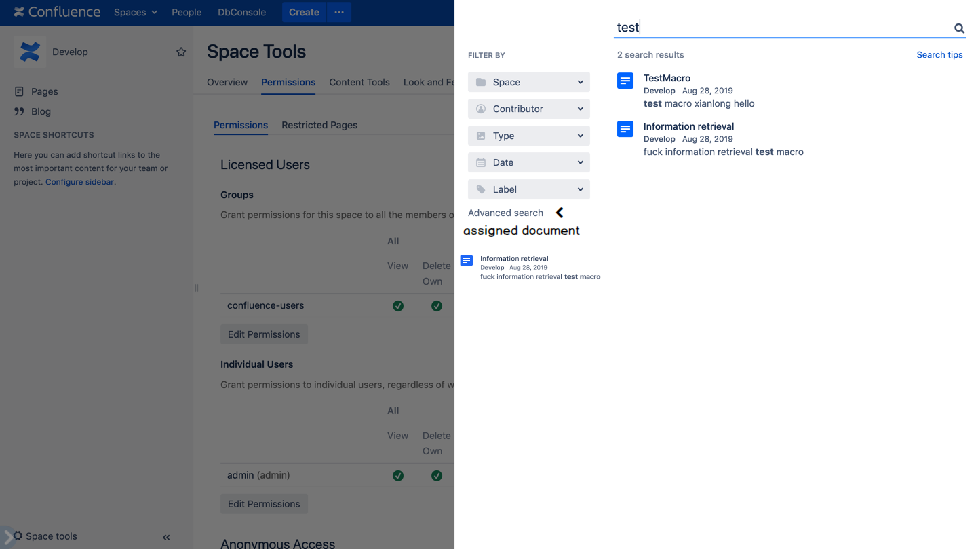 Confluence Spaces People DbConsole Create ...
Develop
Pages
Blog
SPACE SHORTCUTS
Here you can add shortcut links to the
most important content for your team or
project. Configure sidebar.
Space tools
Space Tools
Overview Permissions Content Tools Look and Fe
Permissions Restricted Pages
Licensed Users
Groups
Grant permissions for this space to all the members o
All
View Delete
Own
confluence-users
Edit Permissions
Individual Users
Grant permissions to individual users, regardless of w
All
View Delete
Own
admin (admin)
Edit Permissions
Anonymous Access
test
FILTER BY
Space
Contributor
Type
Date
Label
Advanced search
assigned document
Information retrieval
Develop Aug 28, 2019
fuck information retrieval test macro
2 search results Search tips
TestMacro
Develop Aug 28, 2019
test macro xianlong hello
Information retrieval
Develop Aug 28, 2019
fuck information retrieval test macro